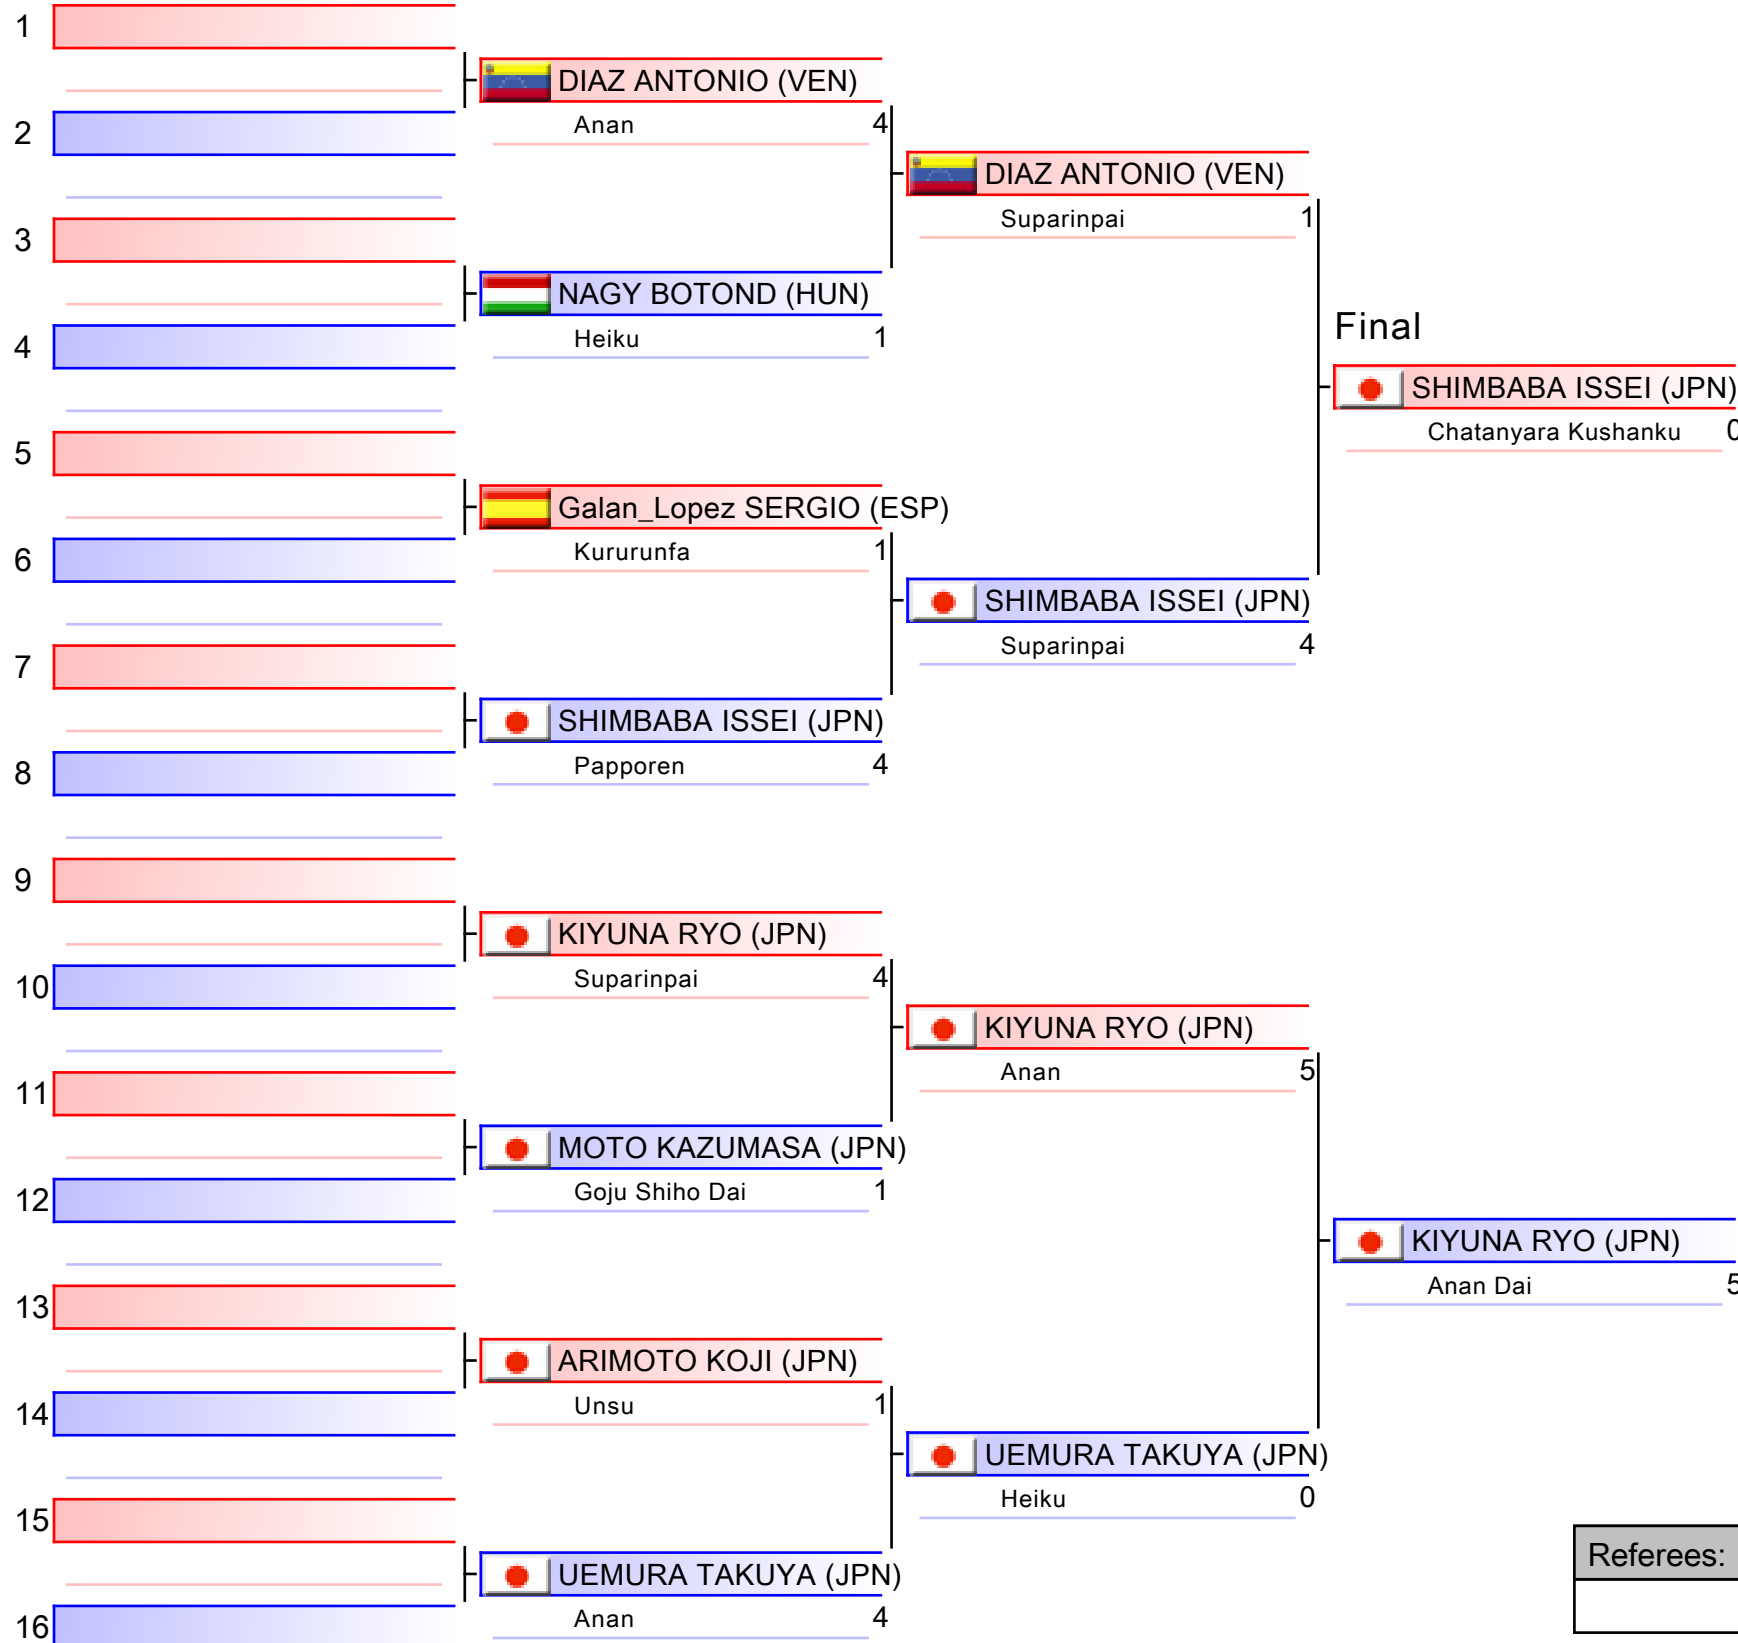 1
2
3
4
5
6
7
8
9
10
11
12
13
14
15
16
DIAZ ANTONIO (VEN)
Anan 4
NAGY BOTOND (HUN)
Heiku 1
Galan_Lopez SERGIO (ESP)
Kururunfa 1
SHIMBABA ISSEI (JPN)
Papporen 4
KIYUNA RYO (JPN)
Suparinpai 4
MOTO KAZUMASA (JPN)
Goju Shiho Dai 1
ARIMOTO KOJI (JPN)
Unsu 1
UEMURA TAKUYA (JPN)
Anan 4
DIAZ ANTONIO (VEN)
Suparinpai 1
SHIMBABA ISSEI (JPN)
Suparinpai 4
KIYUNA RYO (JPN)
Anan 5
UEMURA TAKUYA (JPN)
Heiku 0
Final
SHIMBABA ISSEI (JPN)
Chatanyara Kushanku 0
KIYUNA RYO (JPN)
Anan Dai 5
Referees: